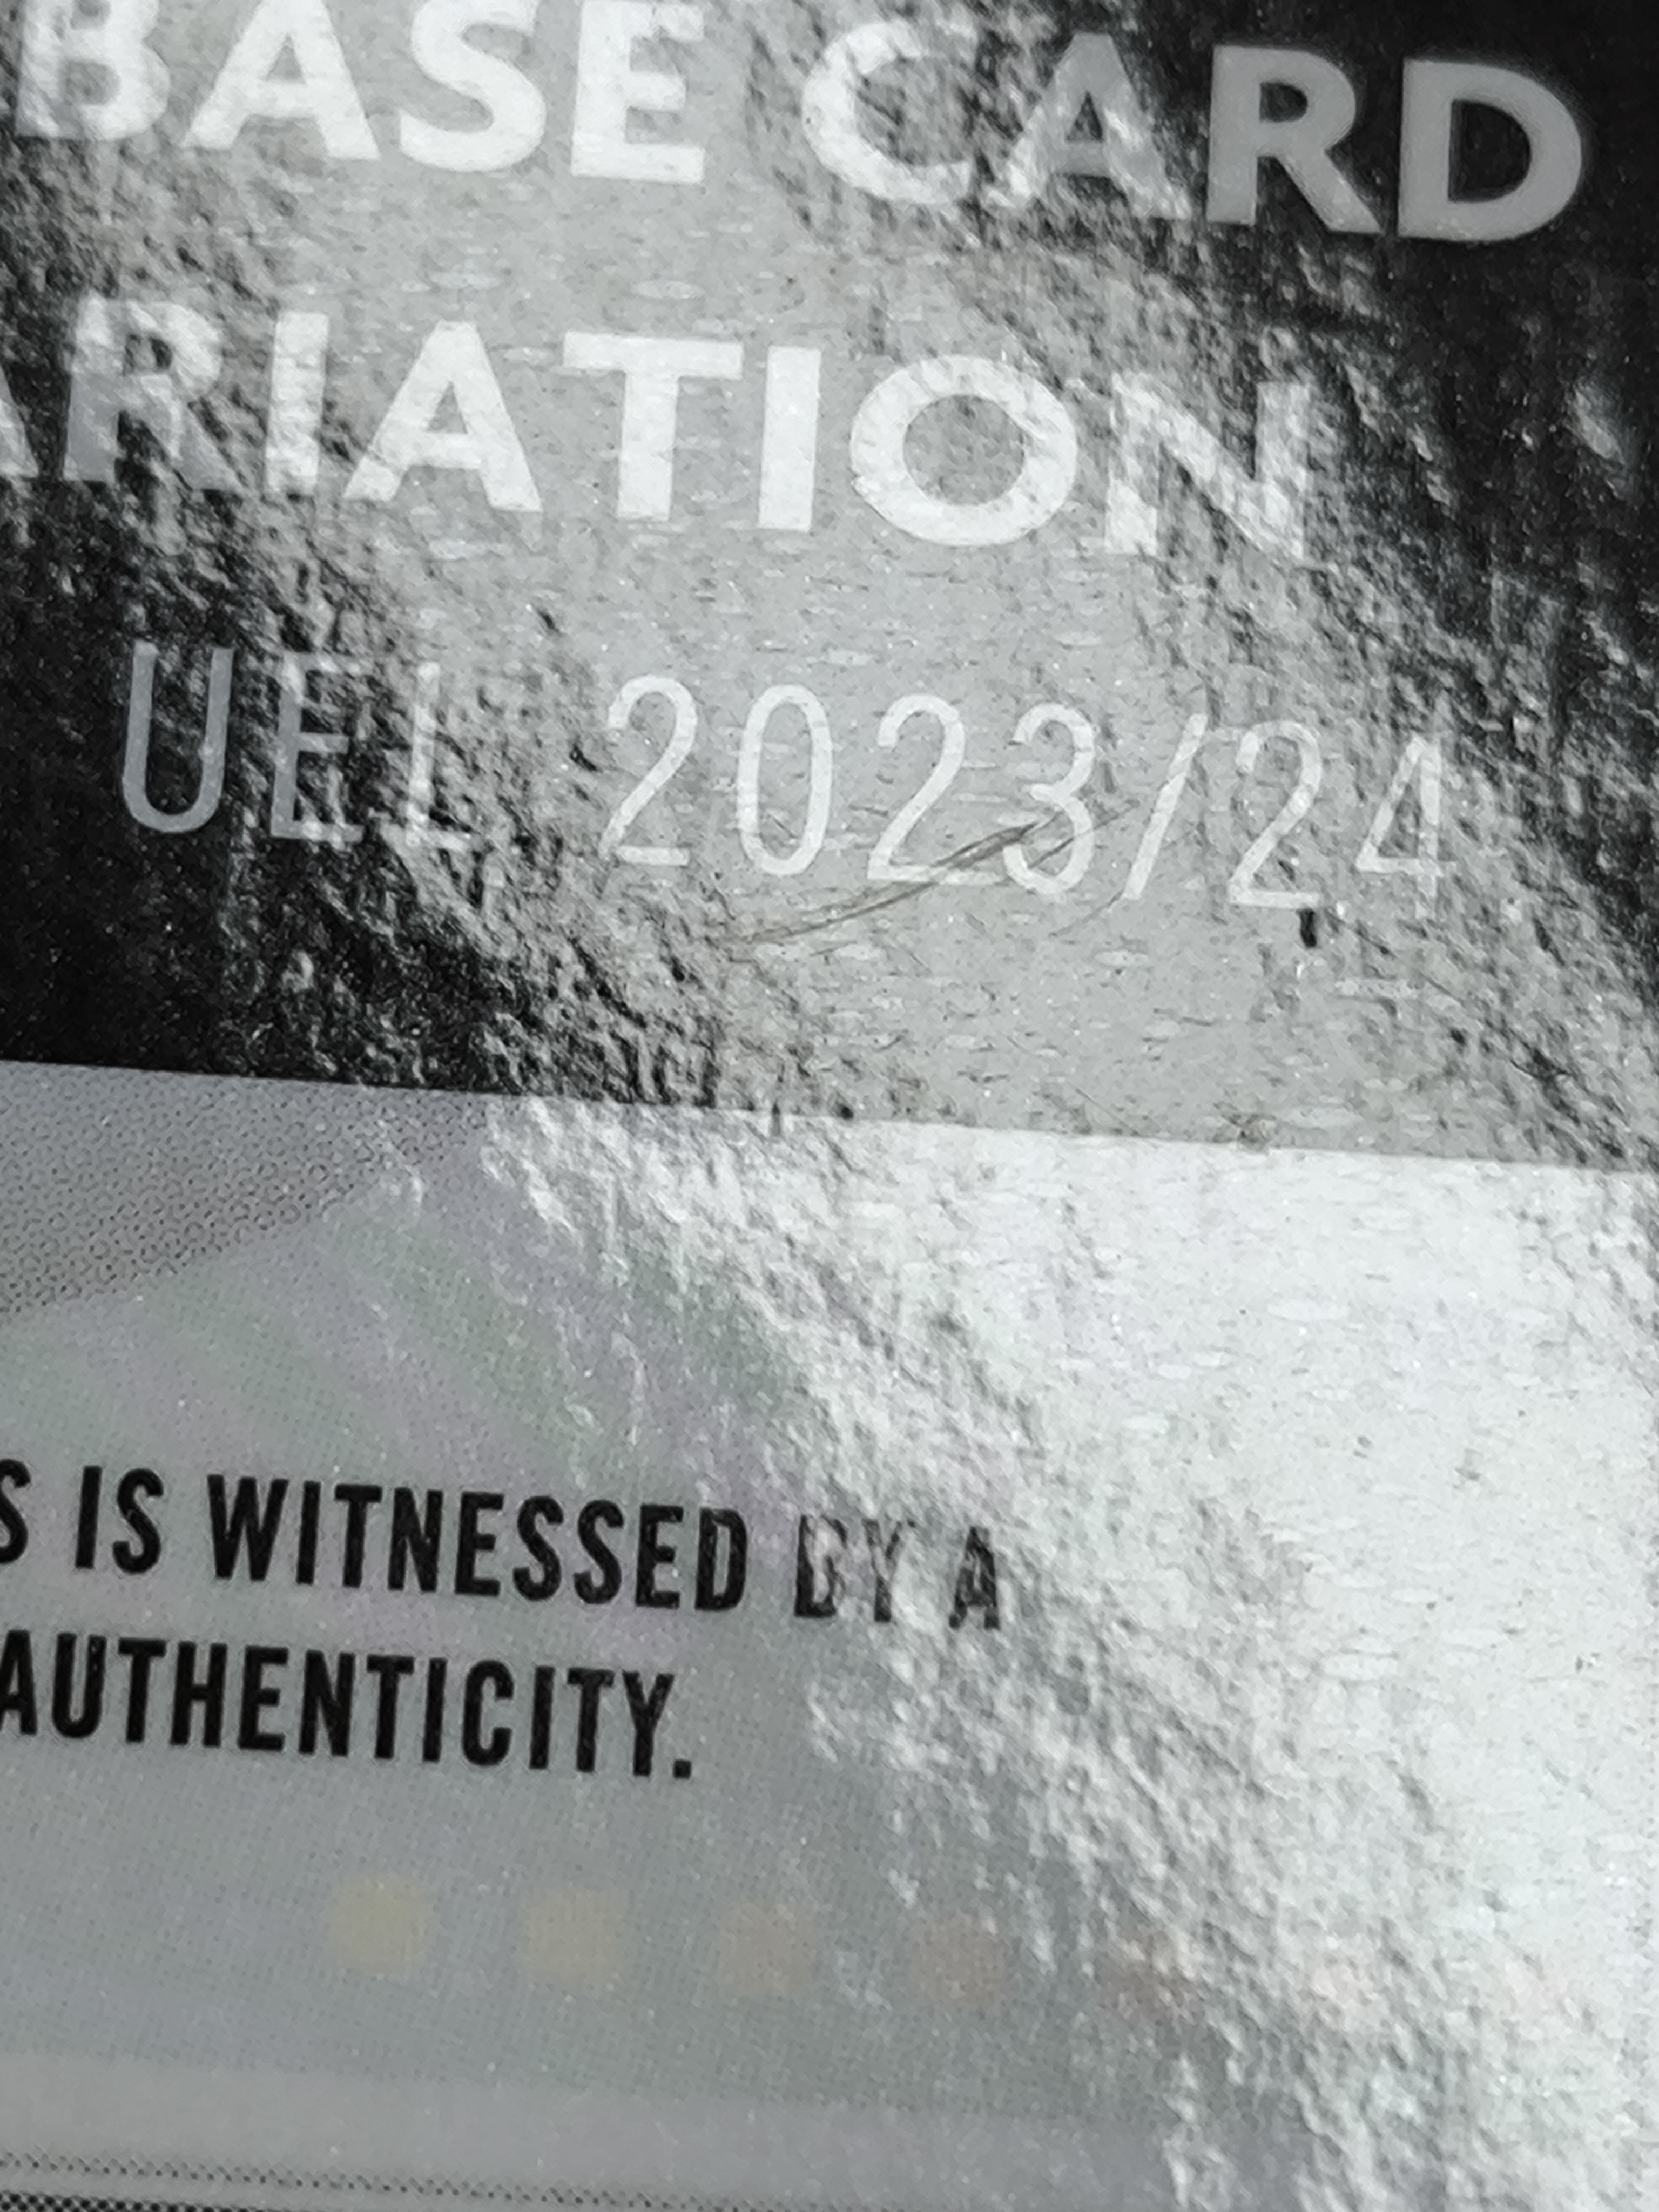 BASE CARD
ARIATION
UEL 2023/24
S IS WITNESSED BY A
AUTHENTICITY.